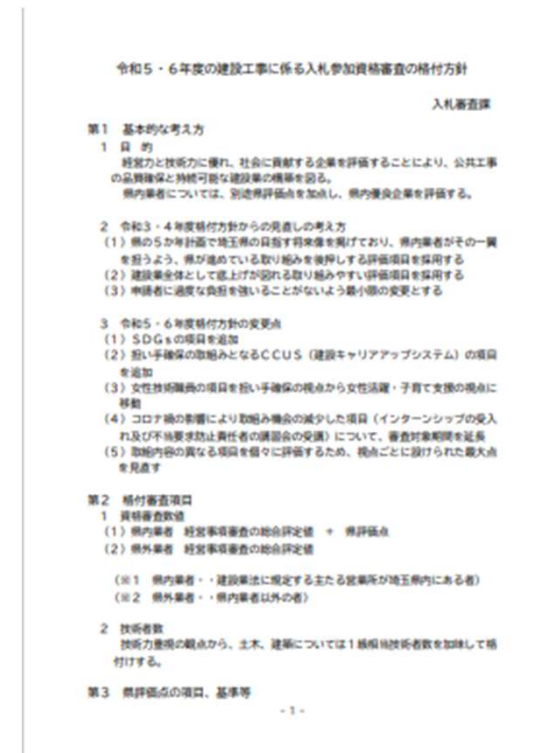 令和５・６年度の建設工事に係る入札参加資格審査の格付方針
入札審査課
第１　基本的な考え方
１　目　的
経営力と技術力に優れ、社会に貢献する企業を評価することにより、公共工事
の品質確保と持続可能な建設業の構築を図る。
県内業者については、別途県評価点を加点し、県内優良企業を評価する。
２　令和３・４年度格付方針からの見直しの考え方
（１）県の５か年計画で埼玉県の目指す将来像を掲げており、県内業者がその一翼
を担うよう、県が進めている取り組みを後押しする評価項目を採用する
（２）建設業全体として底上げが図れる取り組みやすい評価項目を採用する
（３）申請者に過度な負担を強いることがないよう最小限の変更とする
３　令和５・６年度格付方針の変更点
（１）ＳＤＧｓの項目を追加
（２）担い手確保の取組みとなるＣＣＵＳ（建設キャリアアップシステム）の項目
を追加
（３）女性技術職員の項目を担い手確保の視点から女性活躍・子育て支援の視点に
移動
（４）コロナ禍の影響により取組み機会の減少した項目（インターンシップの受入
れ及び不当要求防止責任者の講習会の受講）について、審査対象期間を延長
（５）取組内容の異なる項目を個々に評価するため、視点ごとに設けられた最大点
を見直す
第２　格付審査項目
１　資格審査数値
（１）県内業者　経営事項審査の総合評定値　＋　県評価点
（２）県外業者　経営事項審査の総合評定値
（※１　県内業者・・建設業法に規定する主たる営業所が埼玉県内にある者）
（※２　県外業者・・県内業者以外の者）
２　技術者数
技術力重視の観点から、土木、建築については１級相当技術者数を加味して格
付けする。
第３　県評価点の項目、基準等
- 1 -